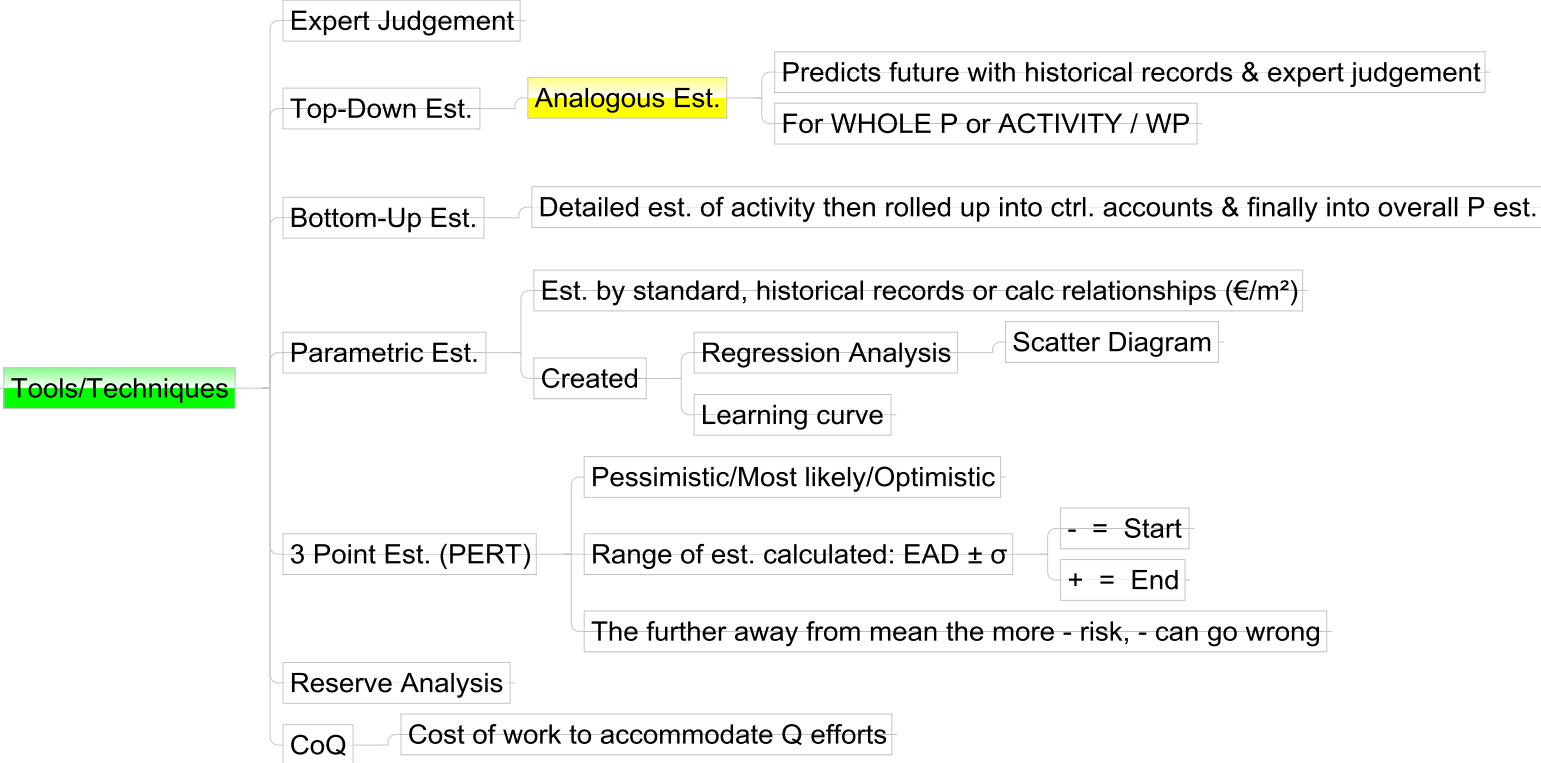 Expert Judgement
Top-Down Est.
Analogous Est.
Predicts future with historical records & expert judgement
For WHOLE P or ACTIVITY / WP
Bottom-Up Est.
Detailed est. of activity then rolled up into ctrl. accounts & finally into overall P est.
Tools/Techniques
Parametric Est.
Est. by standard, historical records or calc relationships (€/m²)
Created
Regression Analysis
Scatter Diagram
Learning curve
3 Point Est. (PERT)
Pessimistic/Most likely/Optimistic
Range of est. calculated: EAD ± σ
- = Start
+ = End
The further away from mean the more - risk, - can go wrong
Reserve Analysis
CoQ
Cost of work to accommodate Q efforts